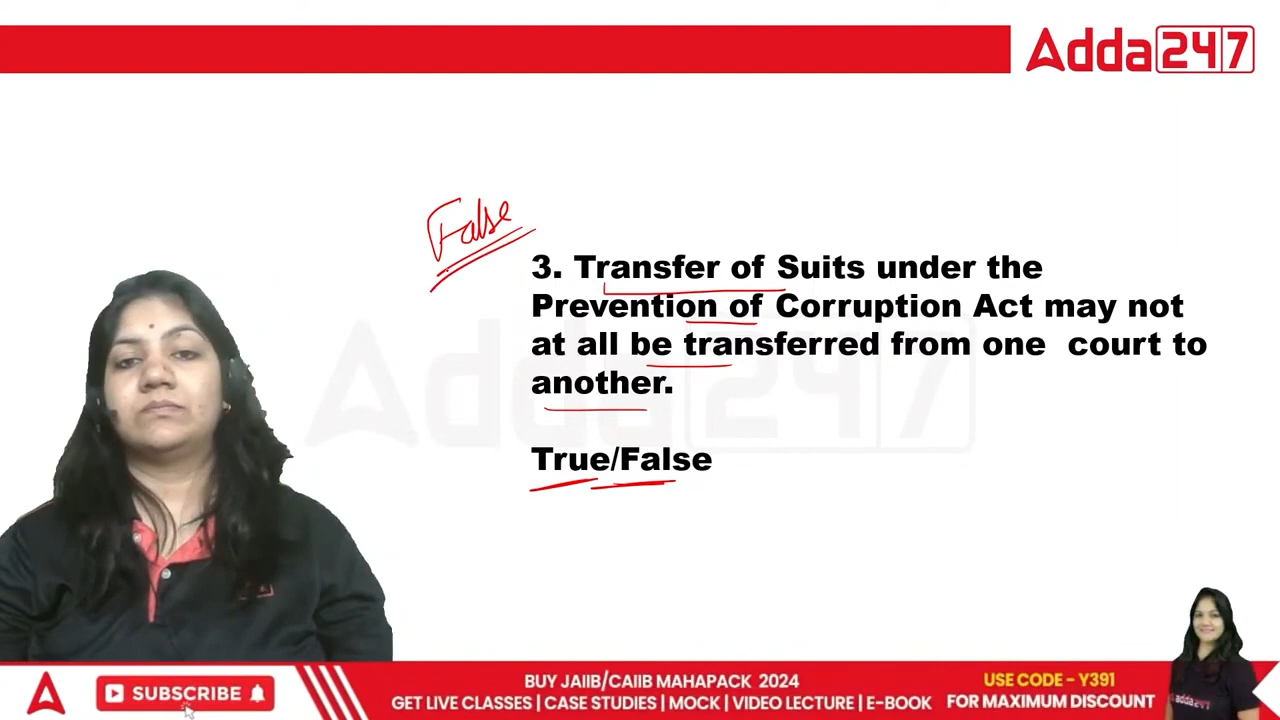 Adda247
False
3. Transfer of Suits under the
Prevention of Corruption Act may not
at all be transferred from one court to
another.
Adda247
True/False
SUBSCRIBE
BUY JAIIB/CAIIB MAHAPACK 2024
GET LIVE CLASSES | CASE STUDIES | MOCK | VIDEO LECTURE | E-BOOK
USE CODE - Y391
FOR MAXIMUM DISCOUNT